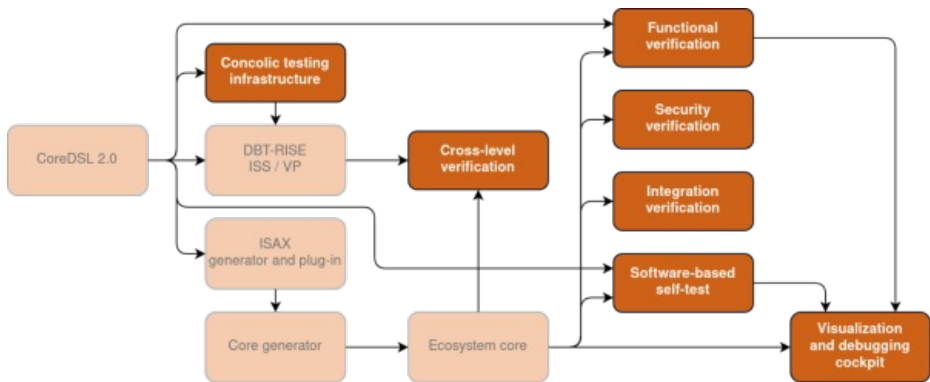 Functional
verification
Concolic testing
infrastructure
Security
verification
CoreDSL 2.0
DBT-RISE
ISS / VP
Cross-level
verification
Integration
verification
ISAX
generator and plug-in
Software-based
self-test
Core generator
Ecosystem core
Visualization
and debugging
cockpit